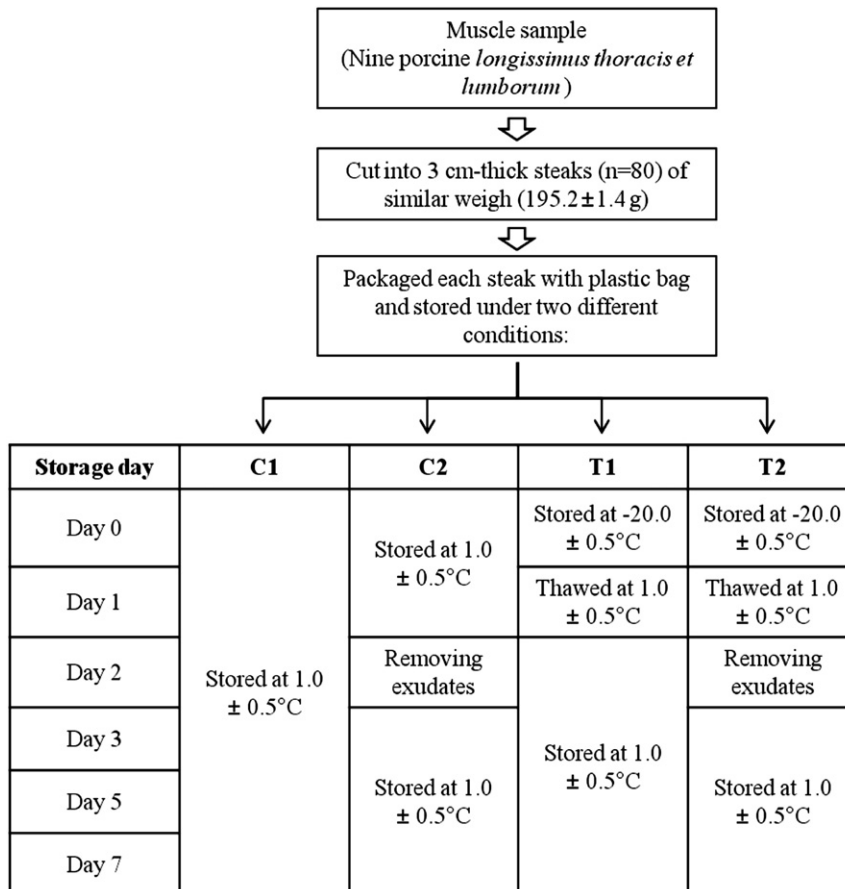 Muscle sample
(Nine porcine longissimus thoracis et
lumborum )
Cut into 3 cm-thick steaks (n=80) of
similar weigh (195.2±1.4 g)
Packaged each steak with plastic bag
and stored under two different
conditions:
Storage day C1 C2 T1 T2
Day 0
Stored at 1.0
± 0.5°C
Stored at -20.0
± 0.5°C
Stored at -20.0
± 0.5°C
Day 1
Thawed at 1.0
± 0.5°C
Thawed at 1.0
± 0.5°C
Day 2
Stored at 1.0
± 0.5°C
Removing
exudates
Removing
exudates
Day 3
Stored at 1.0
± 0.5°C
Day 5
Stored at 1.0
± 0.5°C
Stored at 1.0
± 0.5°C
Day 7